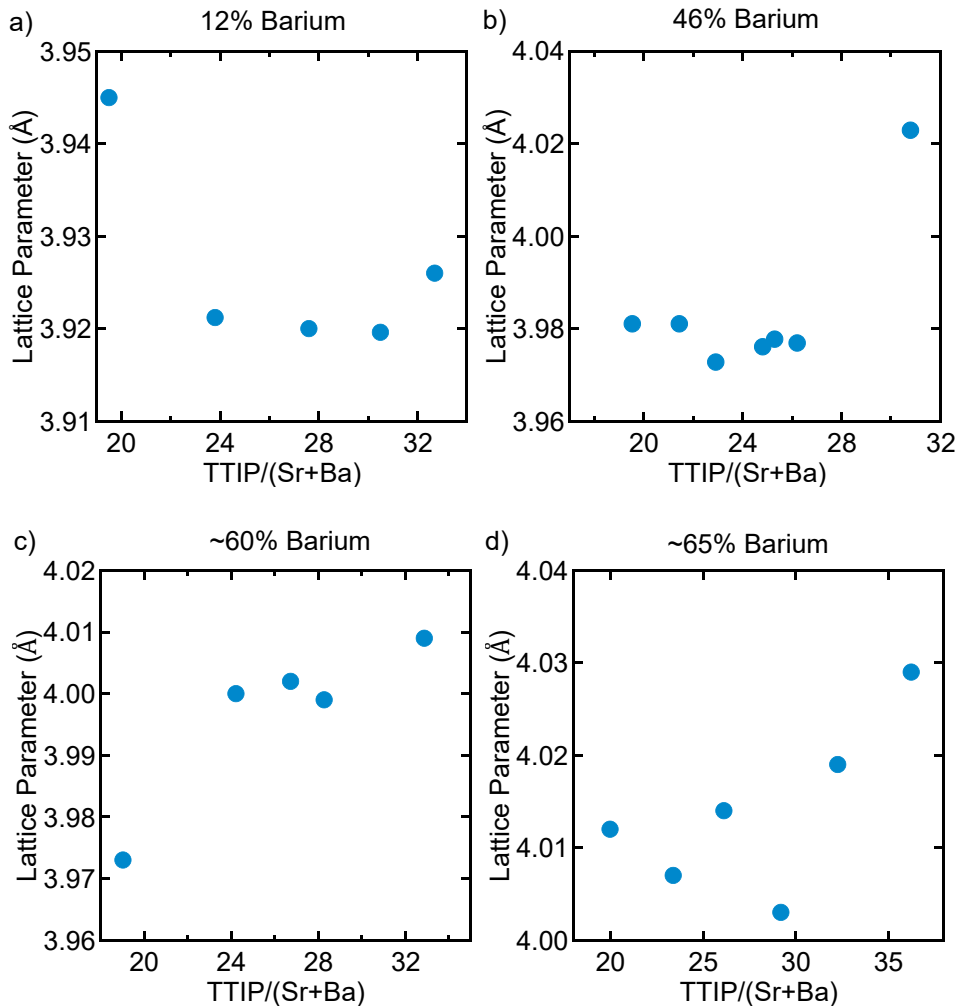 a)
12% Barium
Lattice Parameter (Å)
3.95
3.94
3.93
3.92
3.91
20
24
28
32
TTIP/(Sr+Ba)
b)
46% Barium
Lattice Parameter (Å)
4.04
4.02
4.00
3.98
3.96
20
24
28
32
TTIP/(Sr+Ba)
c)
~60% Barium
Lattice Parameter (Å)
4.02
4.01
4.00
3.99
3.98
3.97
3.96
20
24
28
32
TTIP/(Sr+Ba)
d)
~65% Barium
Lattice Parameter (Å)
4.04
4.03
4.02
4.01
4.00
20
25
30
35
TTIP/(Sr+Ba)